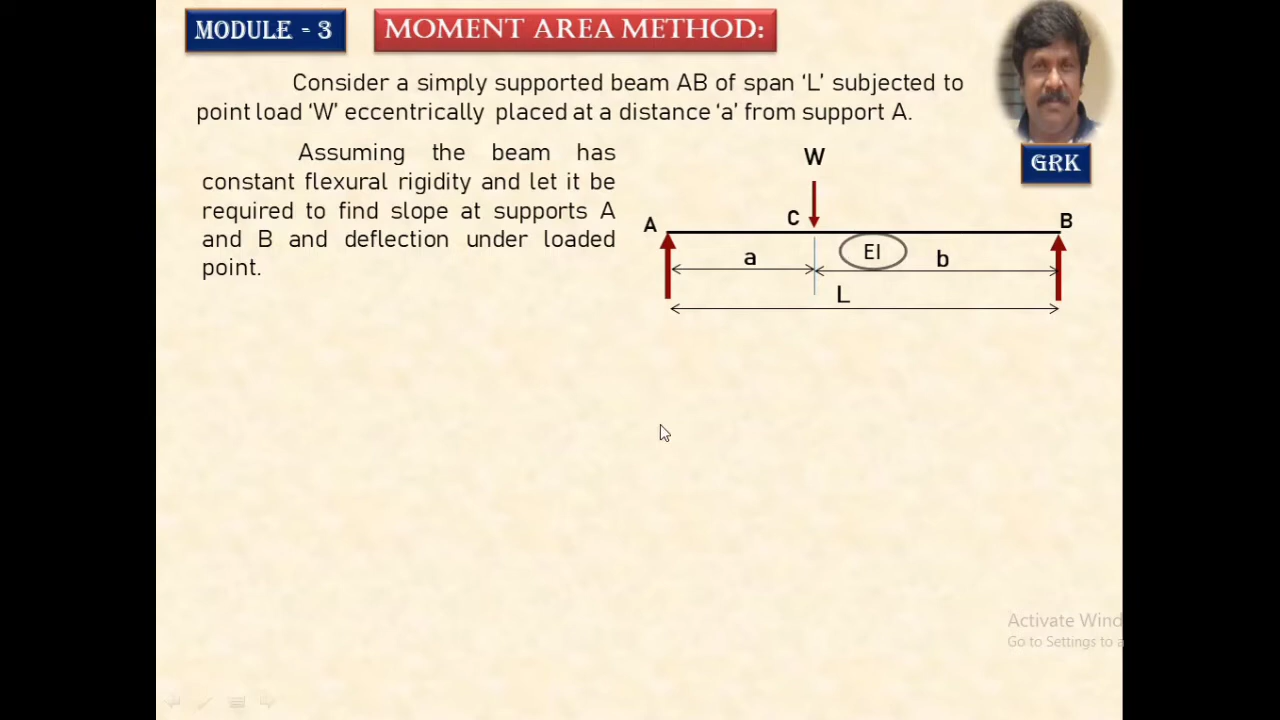 MODULE - 3
MOMENT AREA METHOD:
Consider a simply supported beam AB of span ‘L’ subjected to
point load ‘W’ eccentrically placed at a distance ‘a’ from support A.
GRK
Assuming the beam has
constant flexural rigidity and let it be
required to find slope at supports A
and B and deflection under loaded
point.
W
A
C
B
EI
a
b
L
Activate Wind
Go to Settings to a